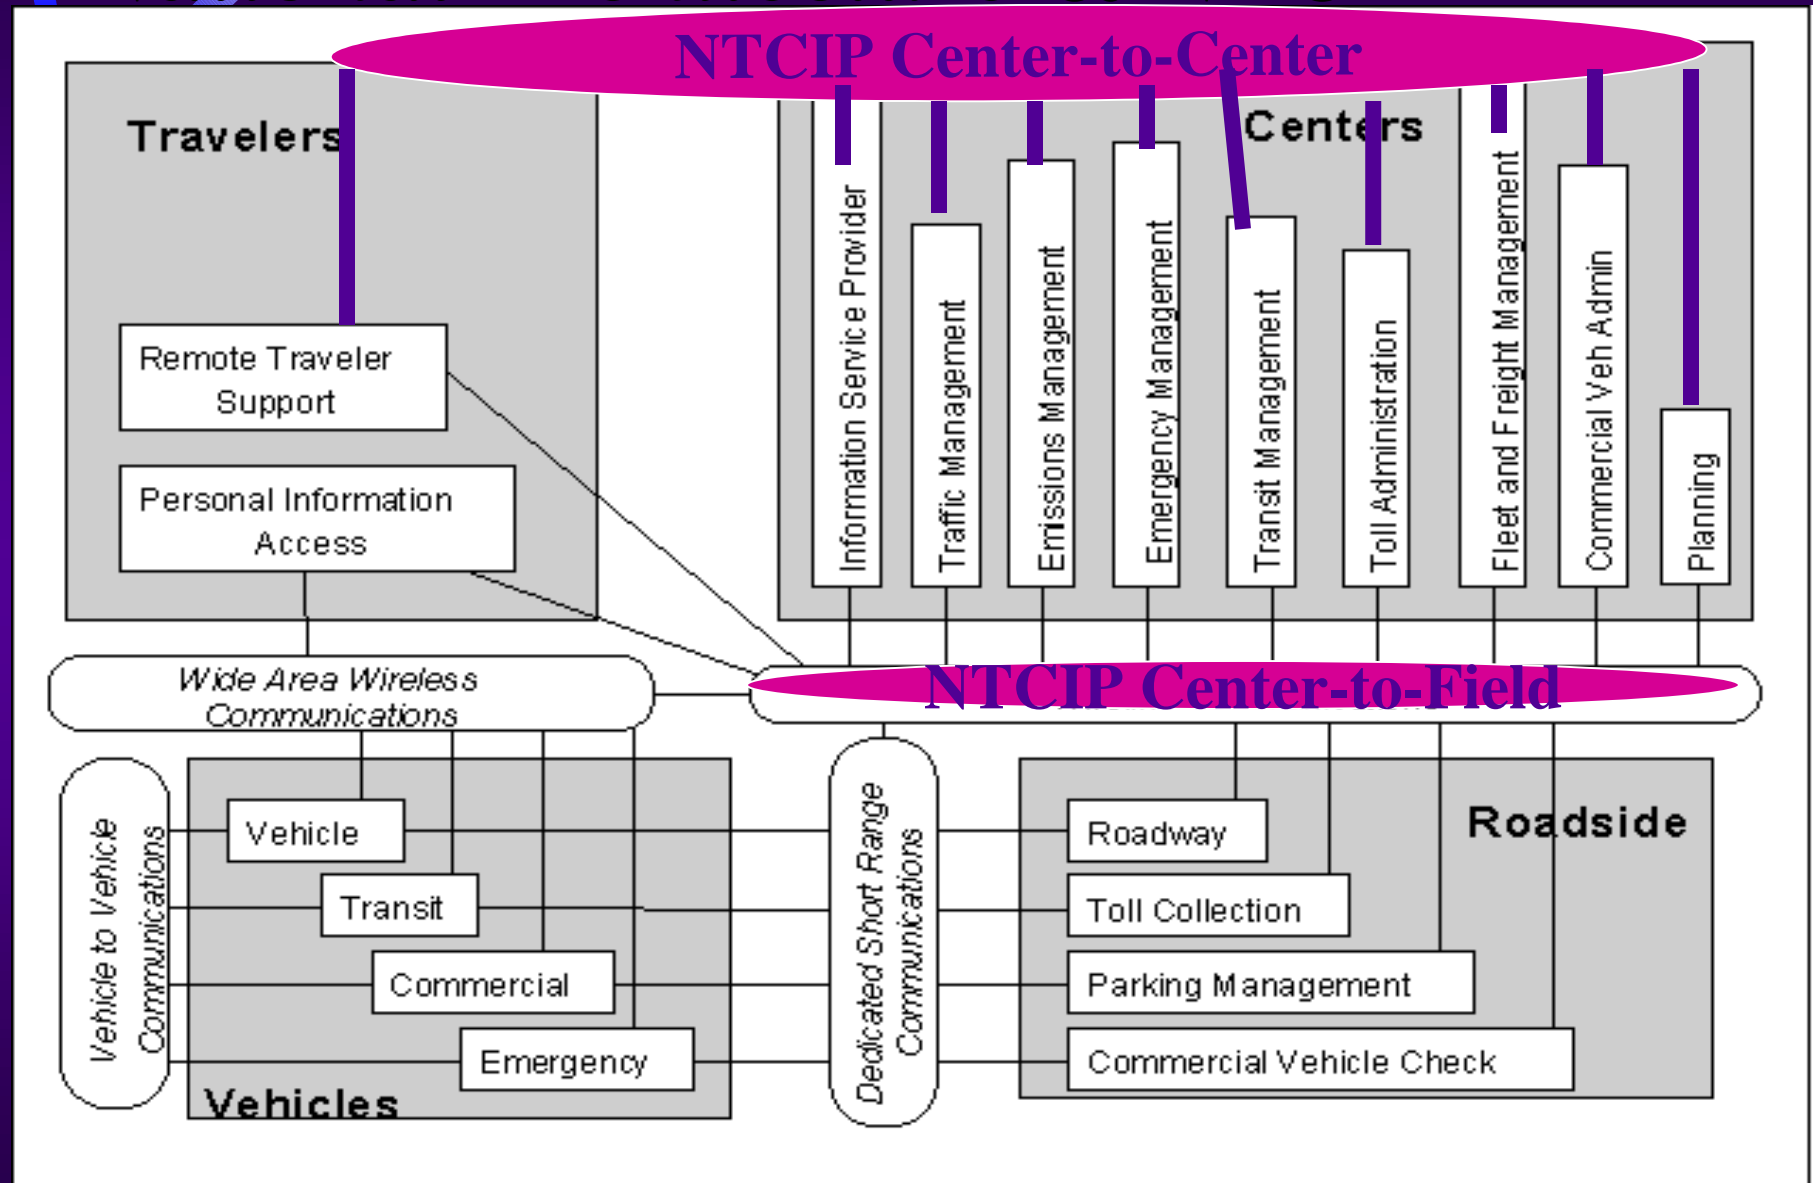 NTCIP Center-to-Center
Travelers
Centers
Remote Traveler
Support
Personal Information
Access
Information Service Provider
Traffic Management
Emissions Management
Emergency Management
Transit Management
Toll Administration
Fleet and Freight Management
Commercial Veh Admin
Planning
Wide Area Wireless
Communications
NTCIP Center-to-Field
Vehicle to Vehicle
Communications
Vehicle
Transit
Commercial
Emergency
Vehicles
Dedicated Short Range
Communications
Roadside
Roadway
Toll Collection
Parking Management
Commercial Vehicle Check